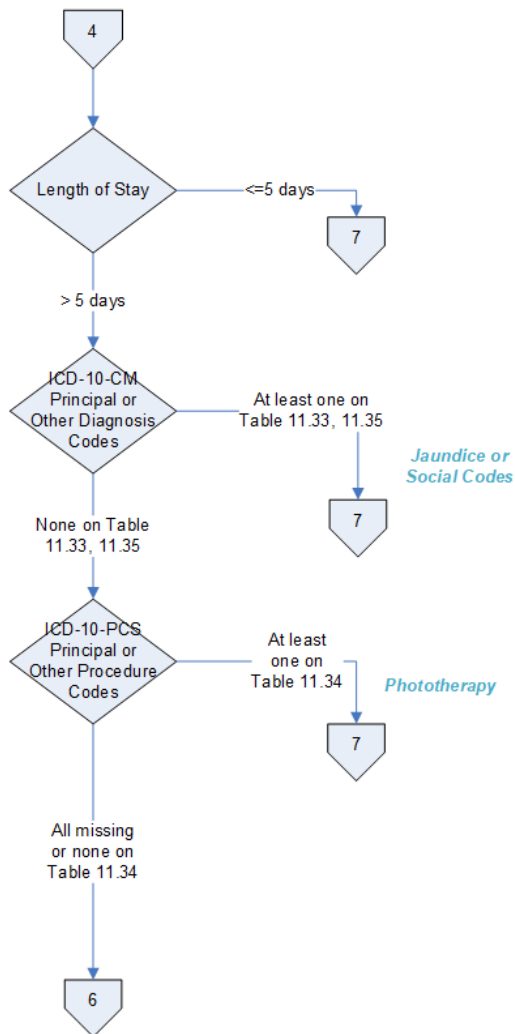 4
Length of Stay
<=5 days
7
> 5 days
ICD-10-CM
Principal or
Other Diagnosis
Codes
At least one on
Table 11.33, 11.35
Jaundice or
Social Codes
7
None on Table
11.33, 11.35
ICD-10-PCS
Principal or
Other Procedure
Codes
At least
one on
Table 11.34
Phototherapy
7
All missing
or none on
Table 11.34
6